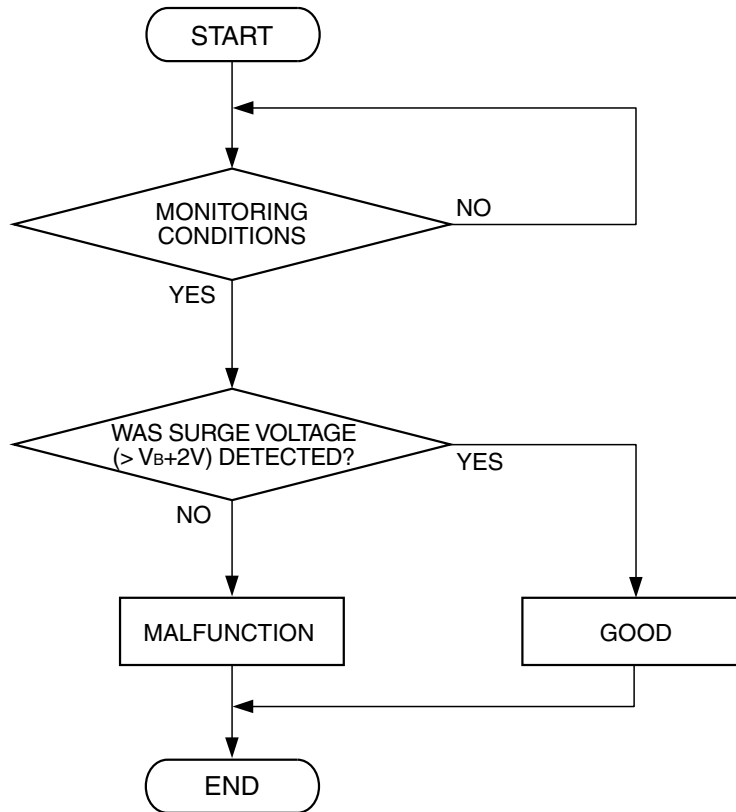 START
MONITORING
CONDITIONS
NO
YES
WAS SURGE VOLTAGE
(> VB+2V) DETECTED?
YES
NO
MALFUNCTION
GOOD
END